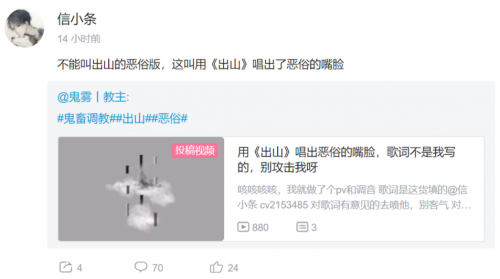 信小条
14 小时前
不能叫出山的恶俗版，这叫用《出山》唱出了恶俗的嘴脸
@鬼雾丨教主:
#鬼畜调教##出山##恶俗#
投稿视频
用《出山》唱出恶俗的嘴脸，歌词不是我写
的，别攻击我呀
咳咳咳咳，我就做了个pv和调音 歌词是这货填的@信
小条 cv2153485 对歌词有意见的去喷他，别客气 对...
880
3
4
70
24